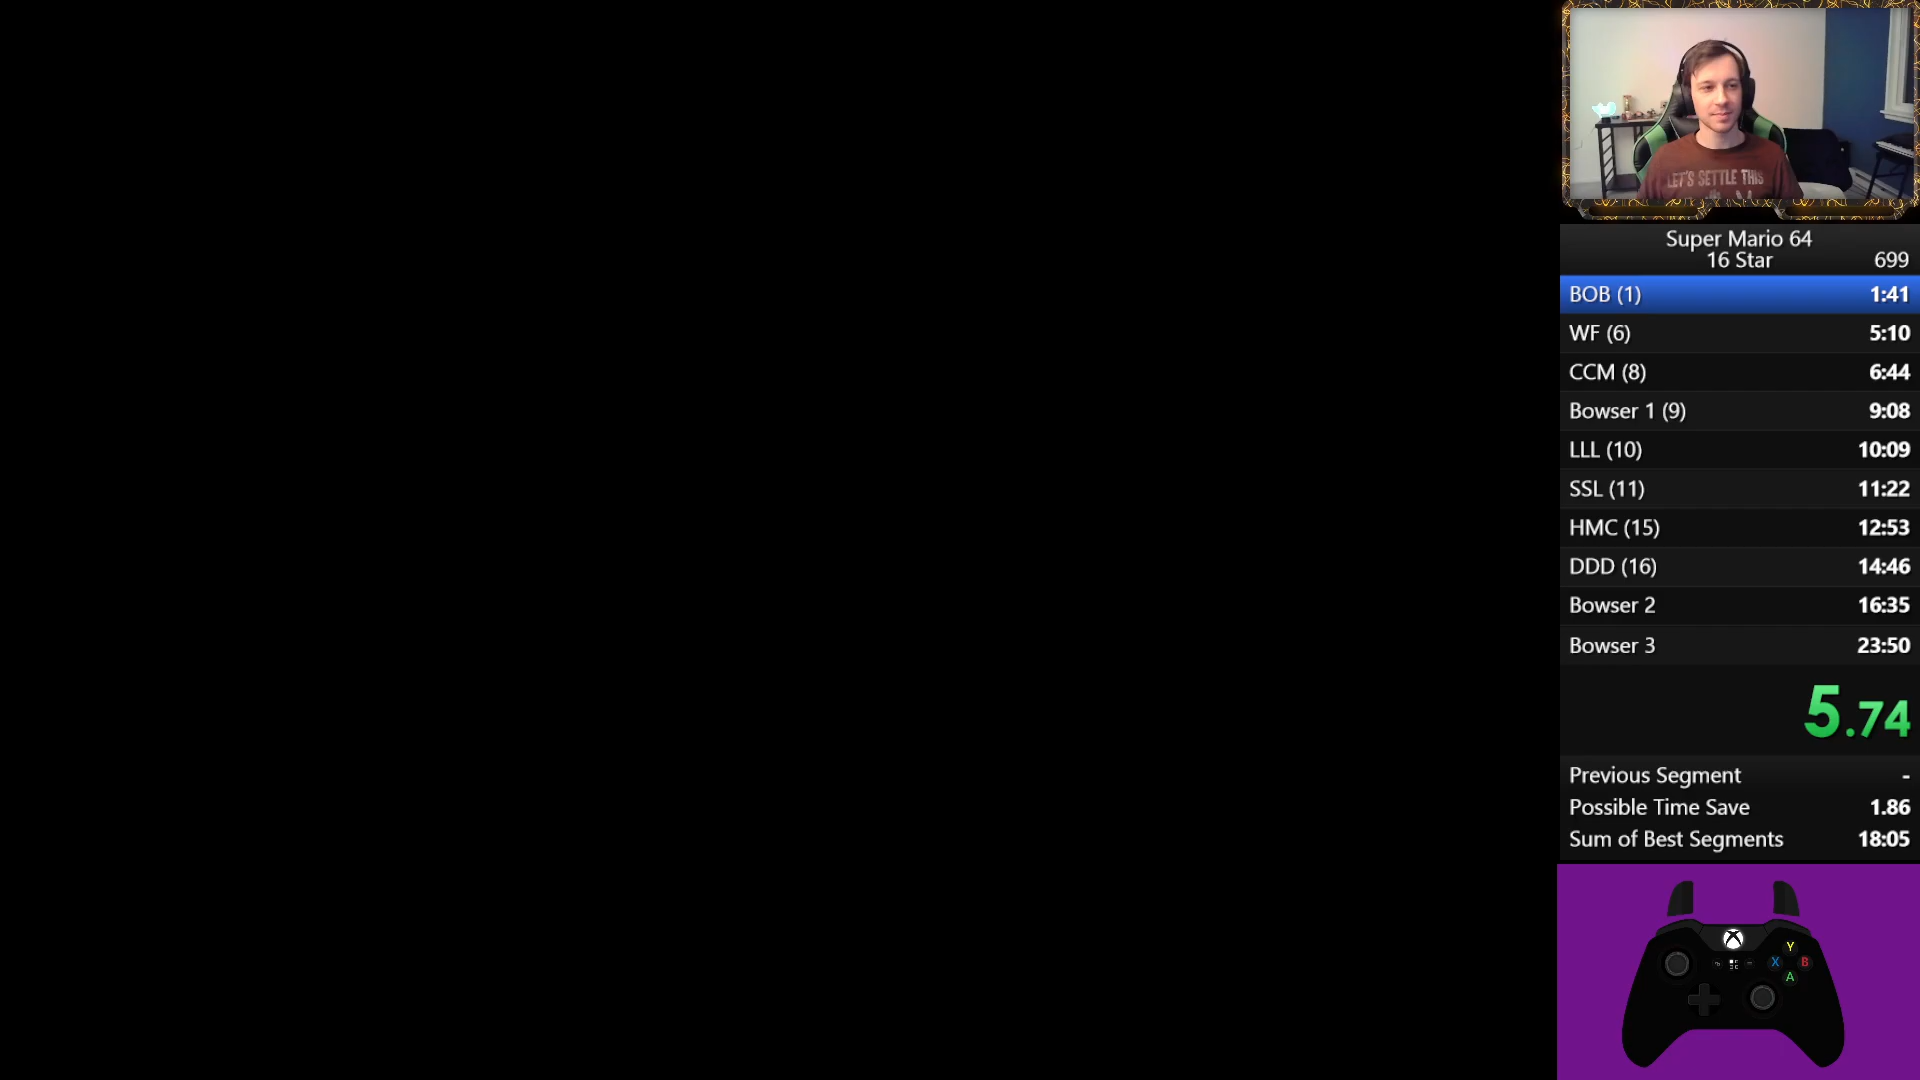 LET'S SETTLE THIS
Super Mario 64
16 Star 699
BOB (1) 1:41
WF (6) 5:10
CCM (8) 6:44
Bowser 1 (9) 9:08
LLL (10) 10:09
SSL (11) 11:22
HMC (15) 12:53
DDD (16) 14:46
Bowser 2 16:35
Bowser 3 23:50
5.74
Previous Segment -
Possible Time Save 1.86
Sum of Best Segments 18:05
Y
X B
A